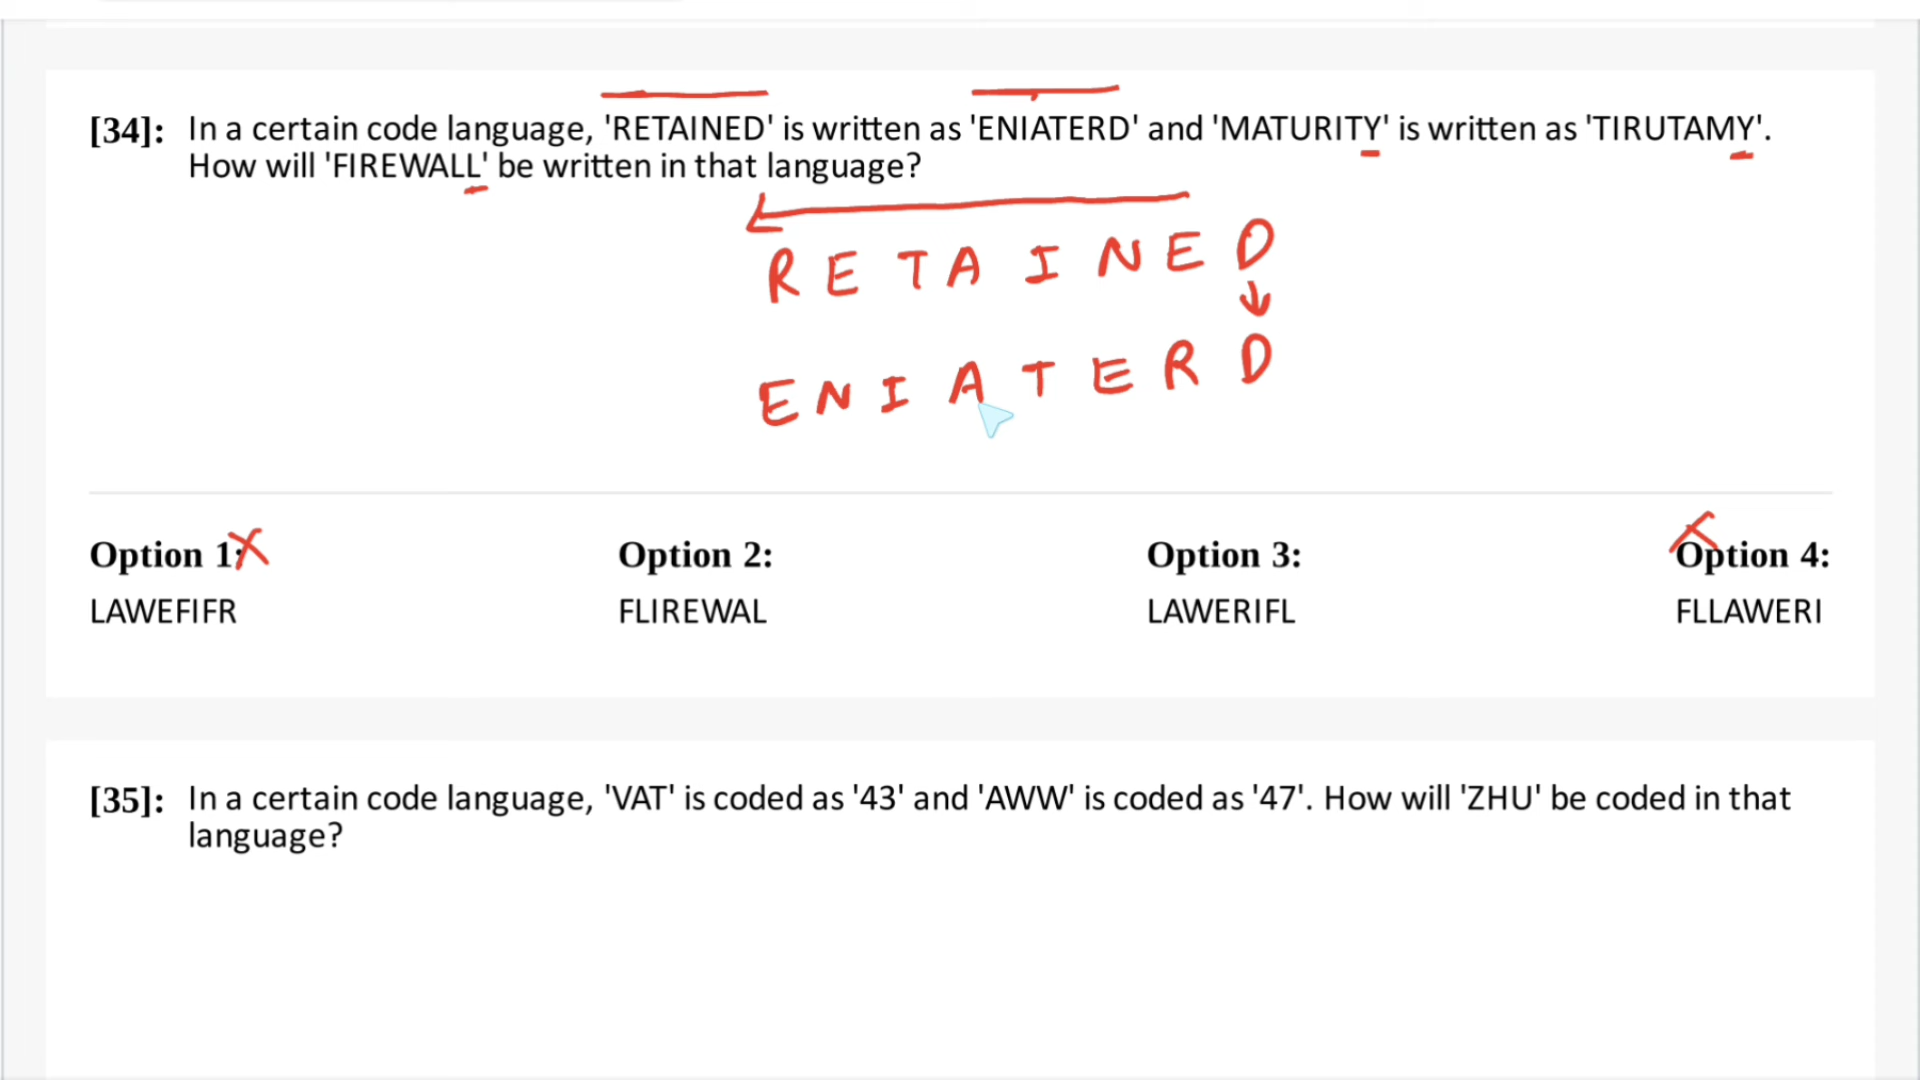 [34]: In a certain code language, 'RETAINED' is written as 'ENIATERD' and 'MATURITY' is written as 'TIRUTAMY'.
How will 'FIREWALL' be written in that language?
R E T A I N E D
E N I A T E R D
Option 1: Option 2: Option 3: Option 4:
LAWEFIFR FLIREWAL LAWERIFL FLLAWERI
[35]: In a certain code language, 'VAT' is coded as '43' and 'AWW' is coded as '47'. How will 'ZHU' be coded in that
language?